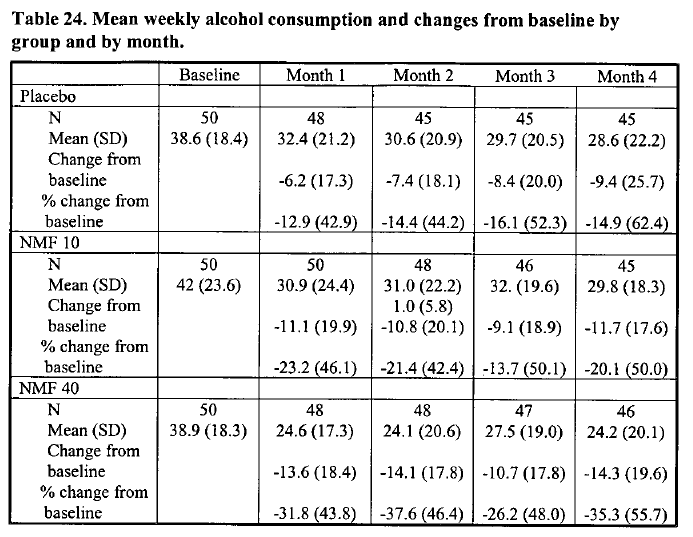 Table 24. Mean weekly alcohol consumption and changes from baseline by
group and by month.
Baseline Month 1 Month 2 Month 3 Month 4
Placebo
N 50 48 45 45 45
Mean (SD) 38.6 (18.4) 32.4 (21.2) 30.6 (20.9) 29.7 (20.5) 28.6 (22.2)
Change from
baseline -6.2 (17.3) -7.4 (18.1) -8.4 (20.0) -9.4 (25.7)
% change from
baseline -12.9 (42.9) -14.4 (44.2) -16.1 (52.3) -14.9 (62.4)
NMF 10
N 50 50 48 46 45
Mean (SD) 42 (23.6) 30.9 (24.4) 31.0 (22.2) 32. (19.6) 29.8 (18.3)
Change from 1.0 (5.8)
baseline -11.1 (19.9) -10.8 (20.1) -9.1 (18.9) -11.7 (17.6)
% change from
baseline -23.2 (46.1) -21.4 (42.4) -13.7 (50.1) -20.1 (50.0)
NMF 40
N 50 48 48 47 46
Mean (SD) 38.9 (18.3) 24.6 (17.3) 24.1 (20.6) 27.5 (19.0) 24.2 (20.1)
Change from
baseline -13.6 (18.4) -14.1 (17.8) -10.7 (17.8) -14.3 (19.6)
% change from
baseline -31.8 (43.8) -37.6 (46.4) -26.2 (48.0) -35.3 (55.7)